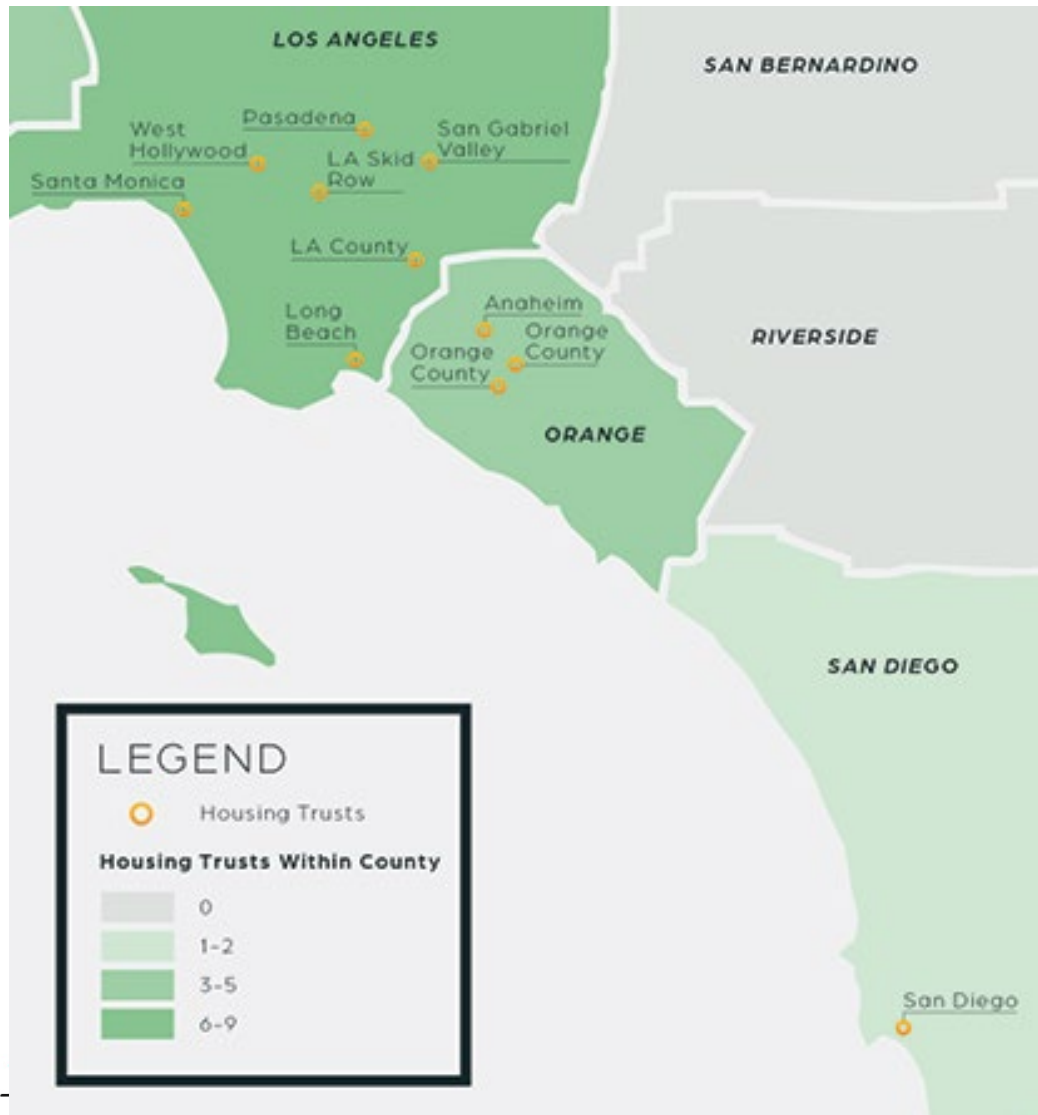 LOS ANGELES
SAN BERNARDINO
Pasadena
West
Hollywood
San Gabriel
Valley
LA Skid
Row
Santa Monica
LA County
Long
Beach
Anaheim
Orange
County
Orange
County
RIVERSIDE
ORANGE
SAN DIEGO
LEGEND
Housing Trusts
Housing Trusts Within County
0
1-2
3-5
6-9
San Diego